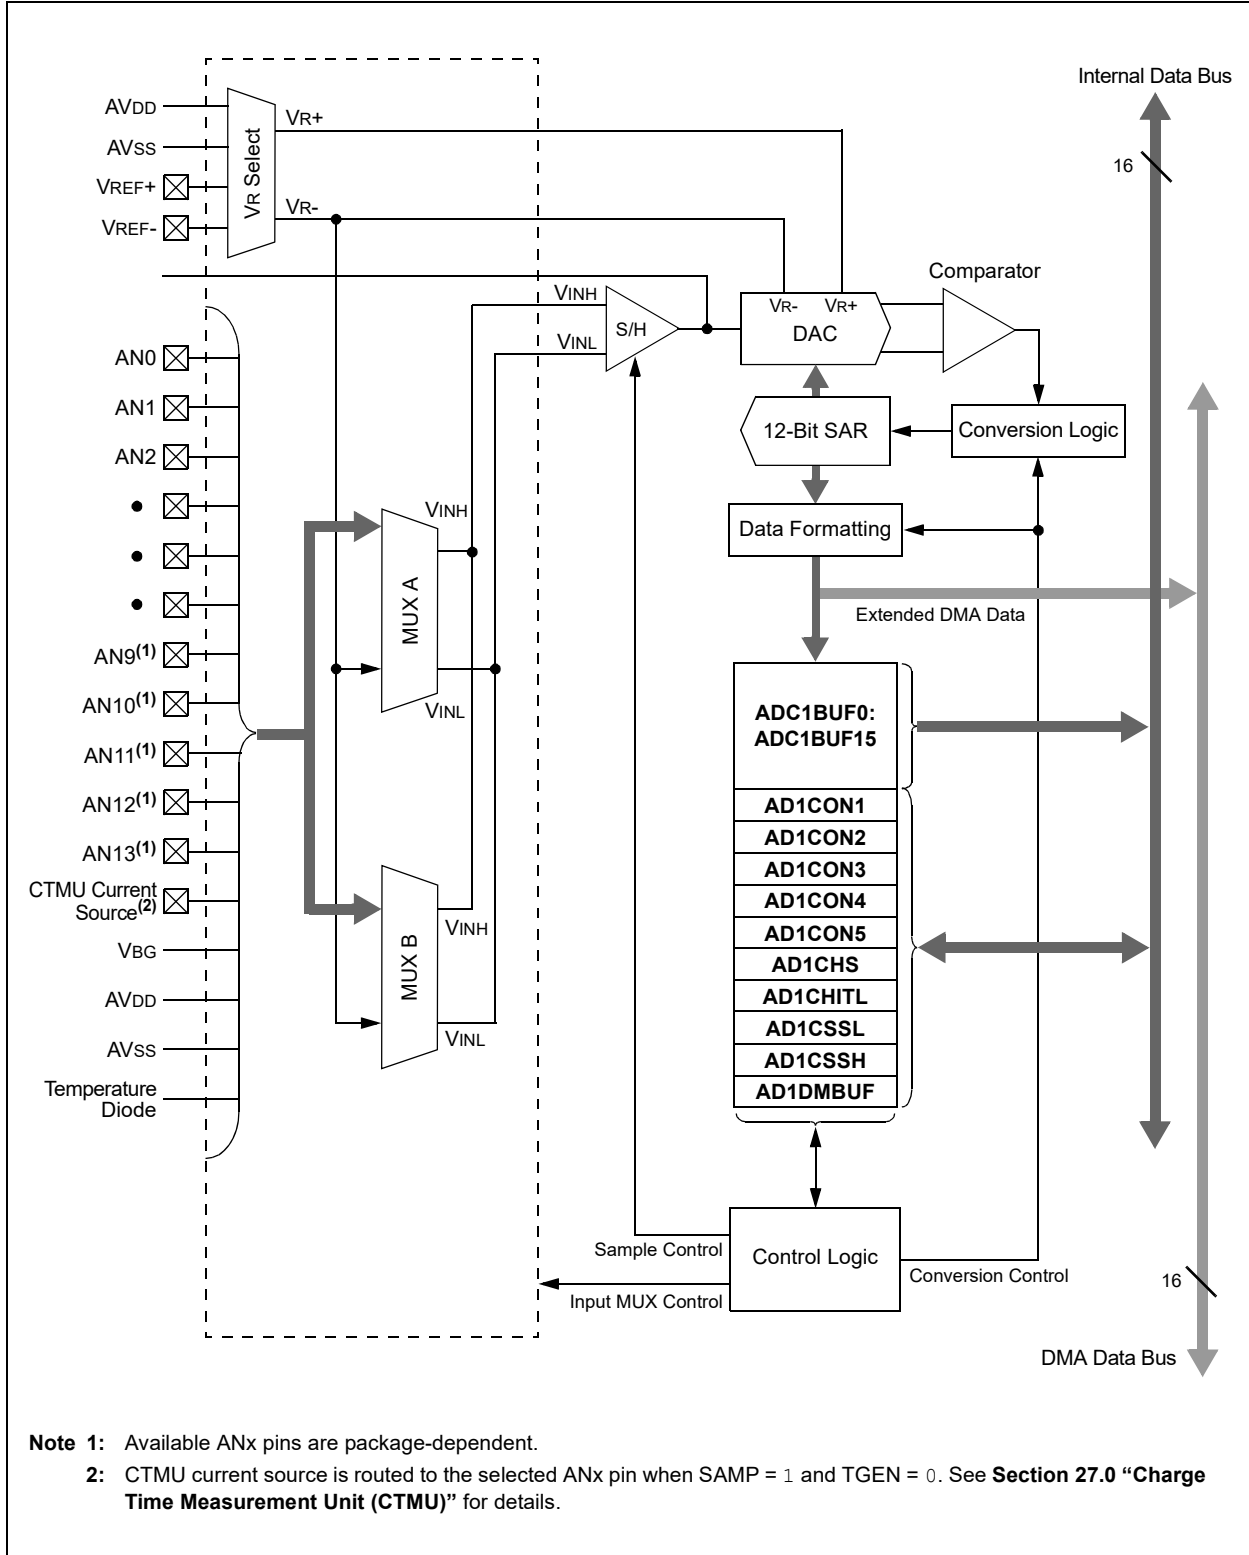 Internal Data Bus
AVDD
AVSS
VREF+
VREF-
VR Select
VR+
VR-
16
Comparator
VINH
VINL
S/H
VR- VR+
DAC
AN0
AN1
AN2
•
•
•
AN9(1)
AN10(1)
AN11(1)
AN12(1)
AN13(1)
CTMU Current
Source(2)
VBG
AVDD
AVSS
Temperature
Diode
VINH
MUX A
VINL
MUX B
VINH
VINL
12-Bit SAR
Conversion Logic
Data Formatting
Extended DMA Data
ADC1BUF0:
ADC1BUF15
AD1CON1
AD1CON2
AD1CON3
AD1CON4
AD1CON5
AD1CHS
AD1CHITL
AD1CSSL
AD1CSSH
AD1DMBUF
Sample Control
Control Logic
Conversion Control
Input MUX Control
16
DMA Data Bus
Note 1: Available ANx pins are package-dependent.
2: CTMU current source is routed to the selected ANx pin when SAMP = 1 and TGEN = 0. See Section 27.0 “Charge
Time Measurement Unit (CTMU)” for details.